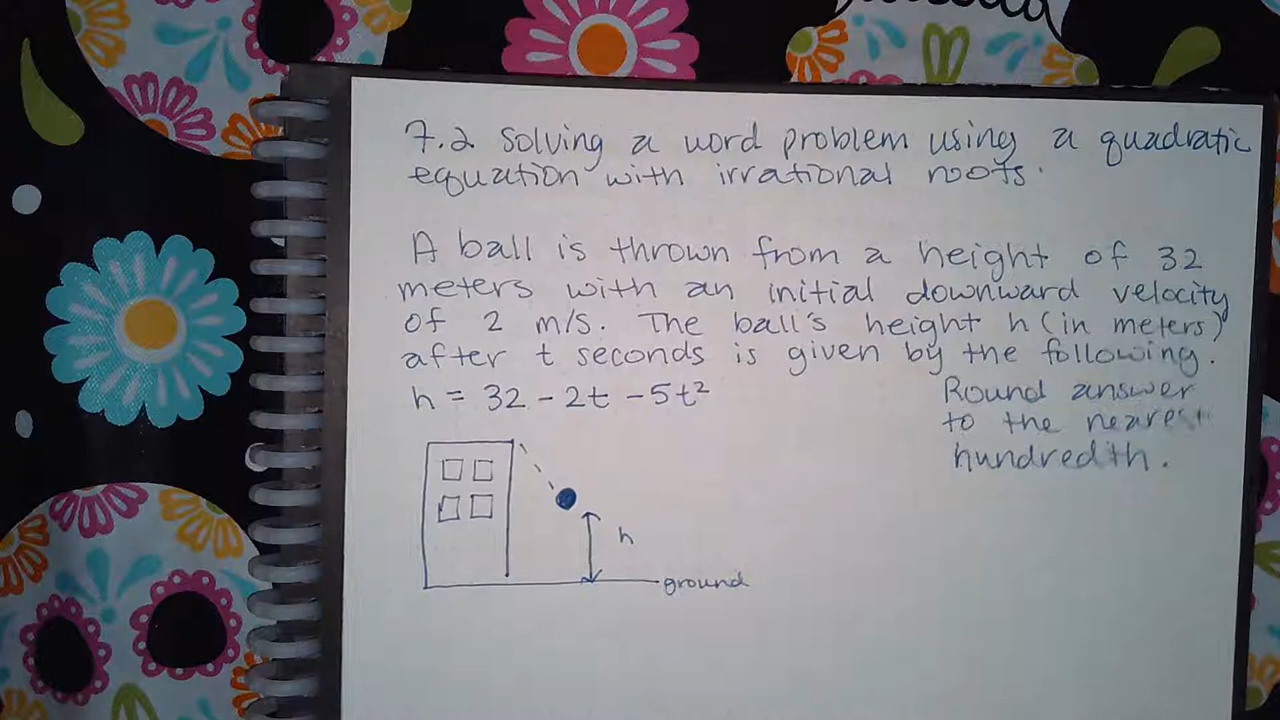 7.2 Solving a word problem using a quadratic
equation with irrational roots.
A ball is thrown from a height of 32
meters with an initial downward velocity
of 2 m/s. The ball's height h (in meters)
after t seconds is given by the following.
h = 32 - 2t - 5t²
Round answer
to the nearest
hundredth.
h
ground